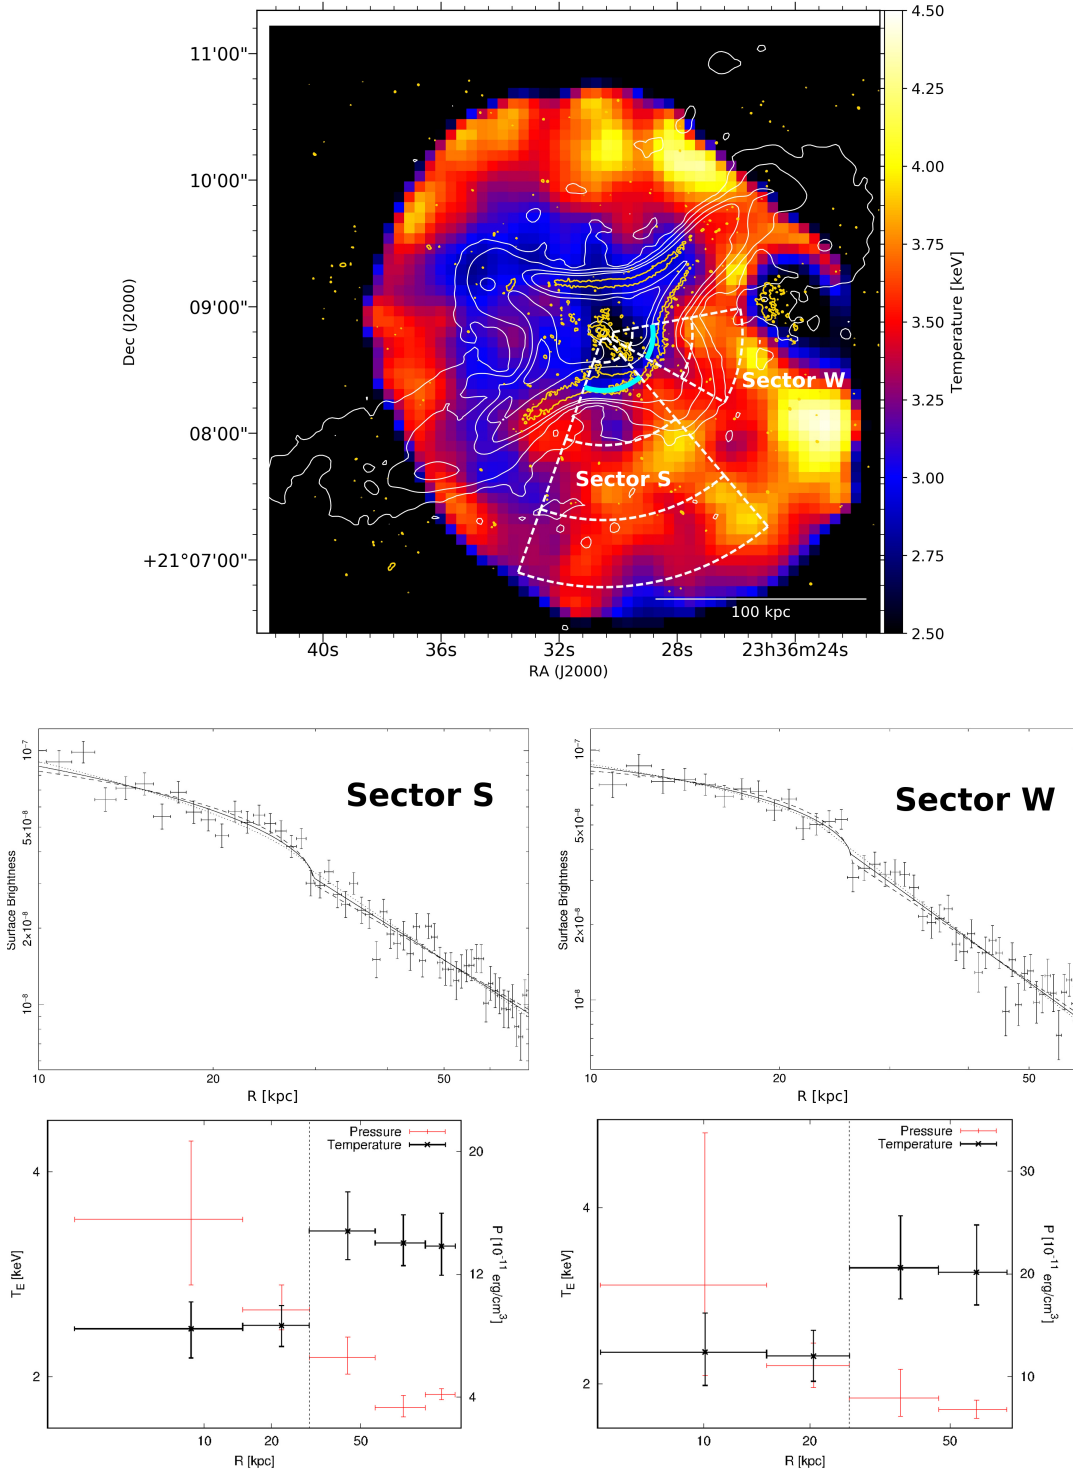 11'00"
10'00"
09'00"
08'00"
+21°07'00"
Dec (J2000)
40s 36s 32s 28s 23h36m24s
RA (J2000)
Sector W
Sector S
100 kpc
4.50
4.25
4.00
3.75
3.50
3.25
3.00
2.75
2.50
Temperature [keV]
Sector S
10⁻⁷
5×10⁻⁸
2×10⁻⁸
10⁻⁸
Surface Brightness
10 20 50
R [kpc]
Sector W
10⁻⁷
5×10⁻⁸
2×10⁻⁸
10⁻⁸
Surface Brightness
10 20 50
R [kpc]
Pressure
Temperature
4
2
T_E [keV]
20
12
4
P [10⁻¹¹ erg/cm³]
10 20 50
R [kpc]
Pressure
Temperature
4
2
T_E [keV]
30
20
10
P [10⁻¹¹ erg/cm³]
10 20 50
R [kpc]